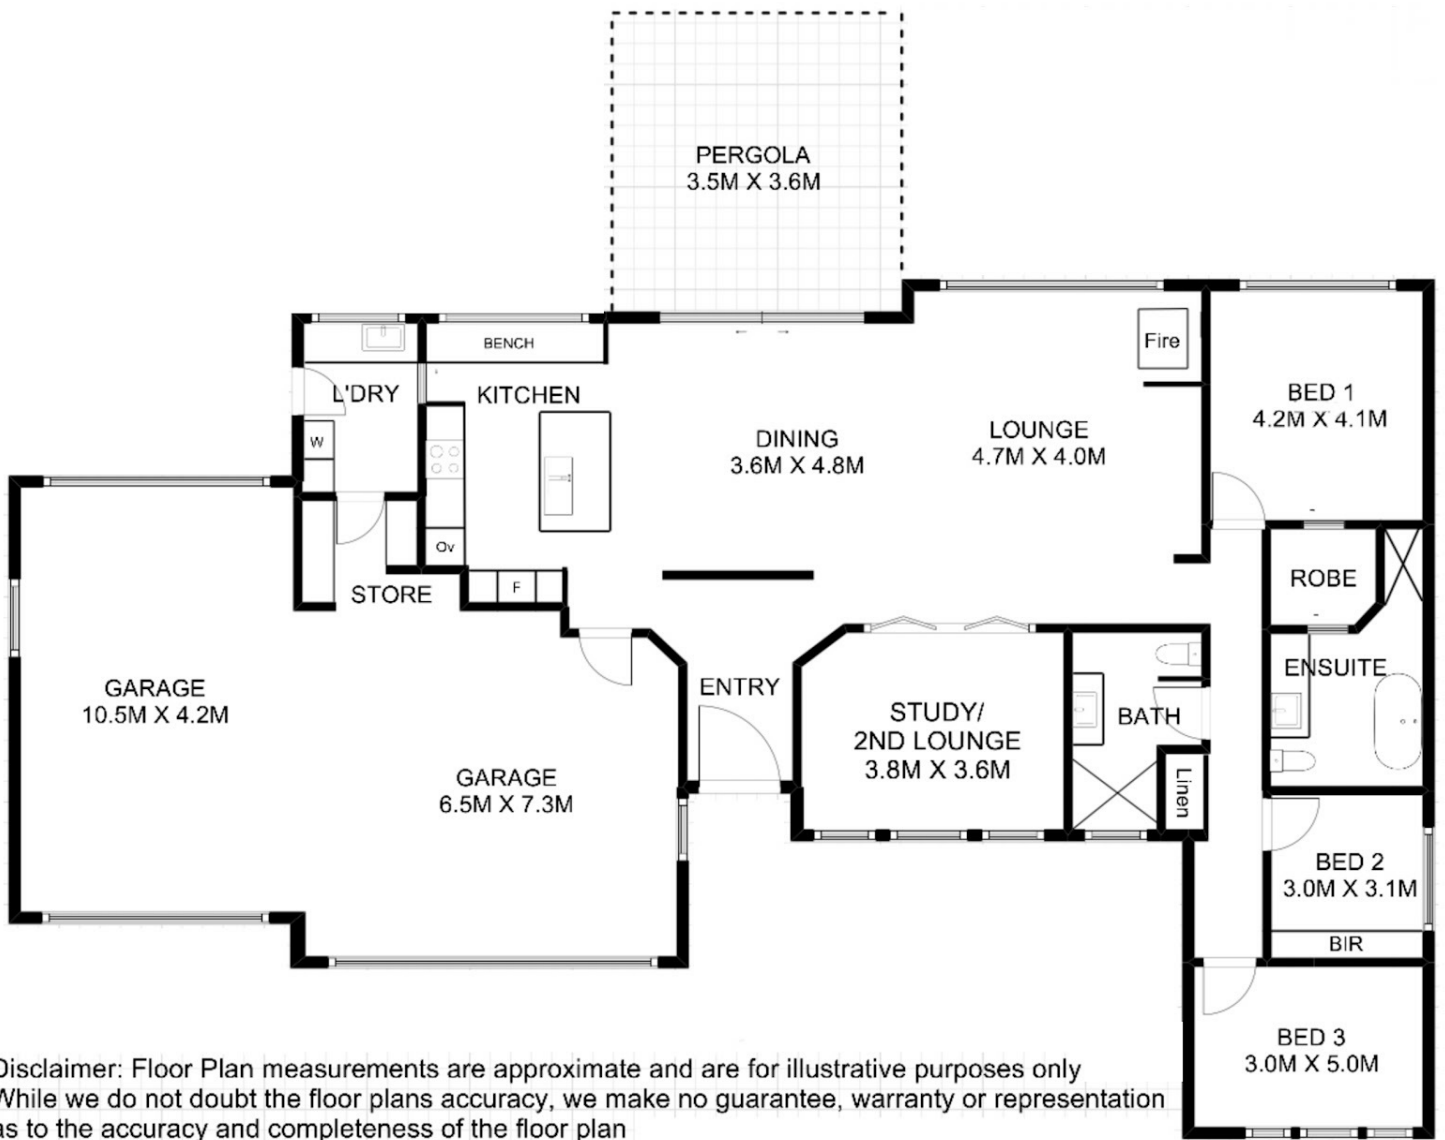 PERGOLA
3.5M X 3.6M
BENCH
Fire
L'DRY
KITCHEN
BED 1
4.2M X 4.1M
W
DINING
3.6M X 4.8M
LOUNGE
4.7M X 4.0M
Ov
F
STORE
ROBE
ENSUITE
GARAGE
10.5M X 4.2M
ENTRY
STUDY/
2ND LOUNGE
3.8M X 3.6M
BATH
GARAGE
6.5M X 7.3M
Linen
BED 2
3.0M X 3.1M
BIR
BED 3
3.0M X 5.0M
Disclaimer: Floor Plan measurements are approximate and are for illustrative purposes only
While we do not doubt the floor plans accuracy, we make no guarantee, warranty or representation
as to the accuracy and completeness of the floor plan